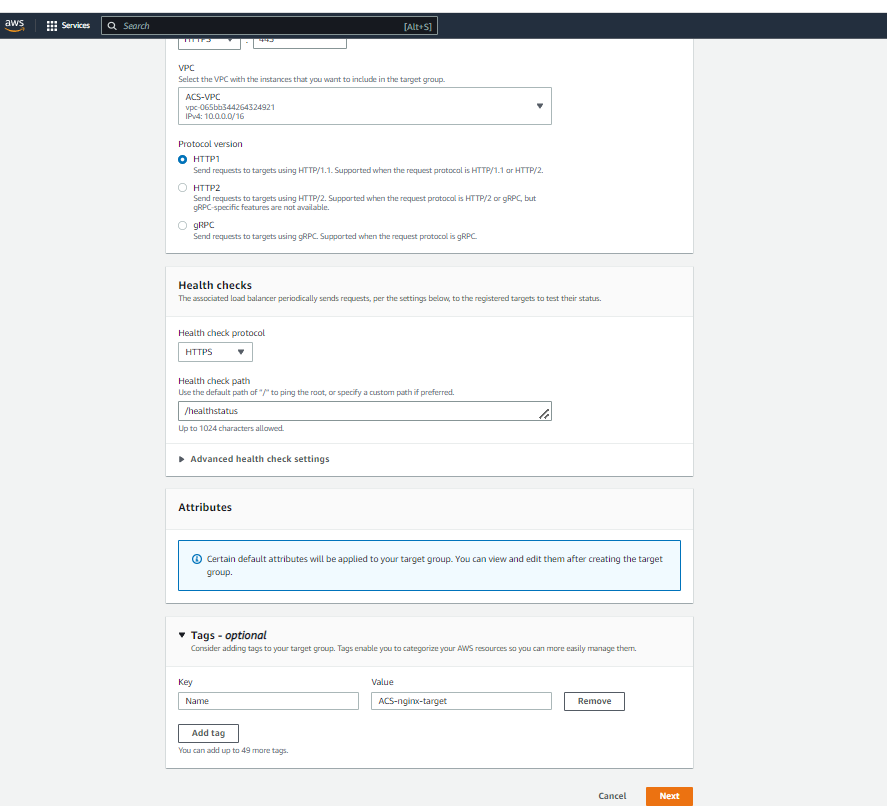 aws
Services
Search
[Alt+S]
HTTPS : 443
VPC
Select the VPC with the instances that you want to include in the target group.
ACS-VPC
vpc-065bb344264324921
IPv4: 10.0.0.0/16
Protocol version
HTTP1
Send requests to targets using HTTP/1.1. Supported when the request protocol is HTTP/1.1 or HTTP/2.
HTTP2
Send requests to targets using HTTP/2. Supported when the request protocol is HTTP/2 or gRPC, but
gRPC-specific features are not available.
gRPC
Send requests to targets using gRPC. Supported when the request protocol is gRPC.
Health checks
The associated load balancer periodically sends requests, per the settings below, to the registered targets to test their status.
Health check protocol
HTTPS
Health check path
Use the default path of "/" to ping the root, or specify a custom path if preferred.
/healthstatus
Up to 1024 characters allowed.
Advanced health check settings
Attributes
Certain default attributes will be applied to your target group. You can view and edit them after creating the target
group.
Tags - optional
Consider adding tags to your target group. Tags enable you to categorize your AWS resources so you can more easily manage them.
Key
Value
Name
ACS-nginx-target
Remove
Add tag
You can add up to 49 more tags.
Cancel
Next